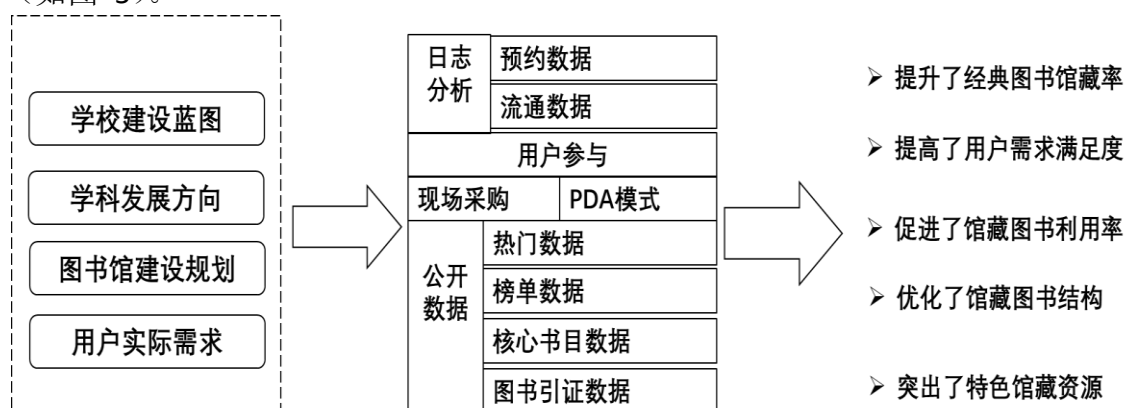 学校建设蓝图
学科发展方向
图书馆建设规划
用户实际需求
日志
分析
预约数据
流通数据
用户参与
现场采购 PDA模式
公开
数据
热门数据
榜单数据
核心书目数据
图书引证数据
➢ 提升了经典图书馆藏率
➢ 提高了用户需求满足度
➢ 促进了馆藏图书利用率
➢ 优化了馆藏图书结构
➢ 突出了特色馆藏资源